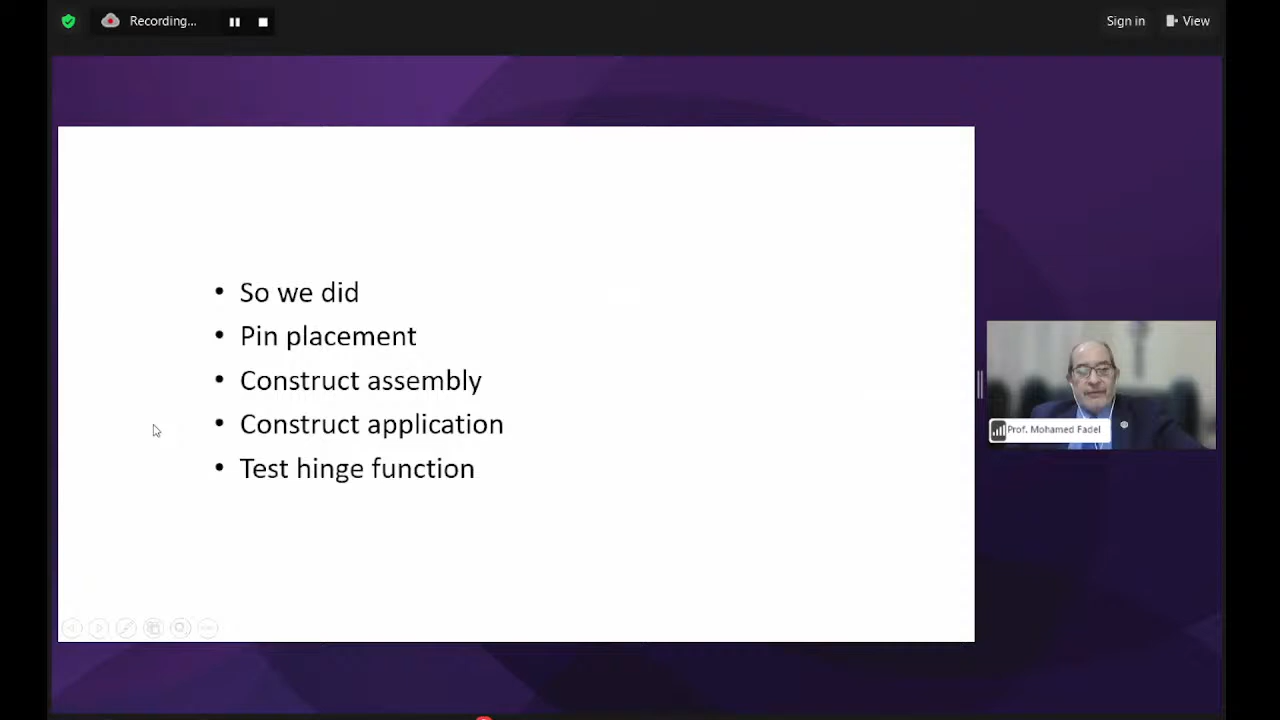 Recording...
Sign in
View
• So we did
• Pin placement
• Construct assembly
• Construct application
• Test hinge function
Prof. Mohamed Fadel